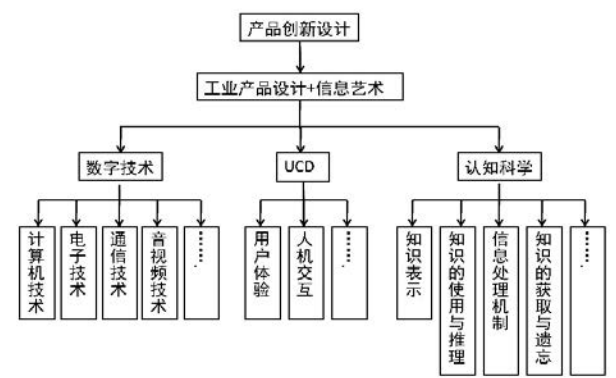 产品创新设计
工业产品设计+信息艺术
数字技术
UCD
认知科学
计算机技术
电子技术
通信技术
音视频技术
……
用户体验
人机交互
……
知识表示
知识的使用与推理
信息处理机制
知识的获取与遗忘
……